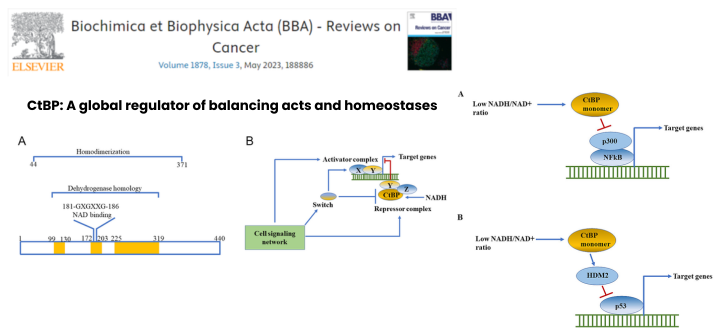 ELSEVIER
Biochimica et Biophysica Acta (BBA) - Reviews on
Cancer
Volume 1878, Issue 3, May 2023, 188886
BBA
Reviews on Cancer
CtBP: A global regulator of balancing acts and homeostases
A
Homodimerization
44
371
Dehydrogenase homology
181-GXGXXG-186
NAD binding
1
99
130
172
203
225
319
440
B
Activator complex
Target genes
X
Y
Switch
Y
Z
CtBP
NADH
Repressor complex
Cell signaling
network
A
Low NADH/NAD+
ratio
CtBP
monomer
p300
NFkB
Target genes
B
Low NADH/NAD+
ratio
CtBP
monomer
HDM2
p53
Target genes